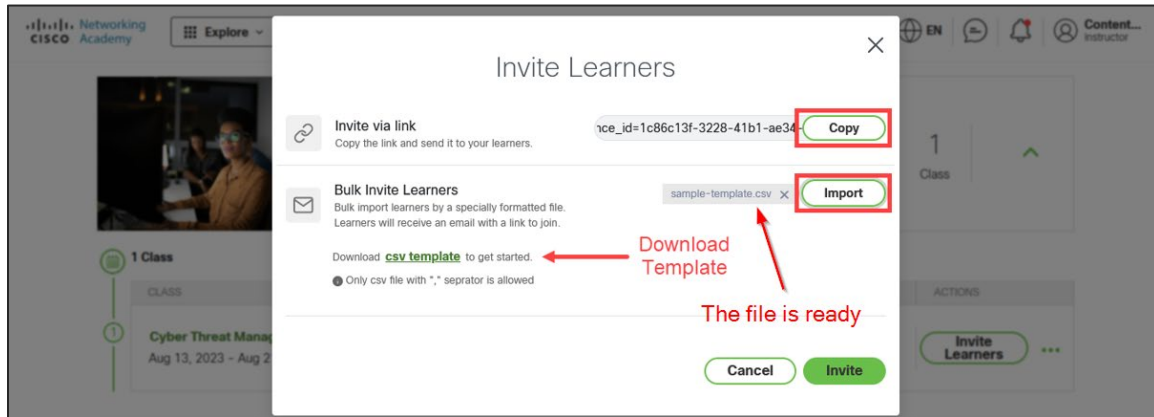 Networking
CISCO Academy
Explore
EN
Content...
Instructor
Invite Learners
Invite via link
Copy the link and send it to your learners.
nce_id=1c86c13f-3228-41b1-ae34-
Copy
1
Class
Bulk Invite Learners
Bulk import learners by a specially formatted file.
Learners will receive an email with a link to join.
sample-template.csv
Import
Download csv template to get started.
Download
Template
Only csv file with "," seprator is allowed
The file is ready
1 Class
CLASS
ACTIONS
1
Cyber Threat Manag
Aug 13, 2023 - Aug 2
Invite
Learners
Cancel
Invite